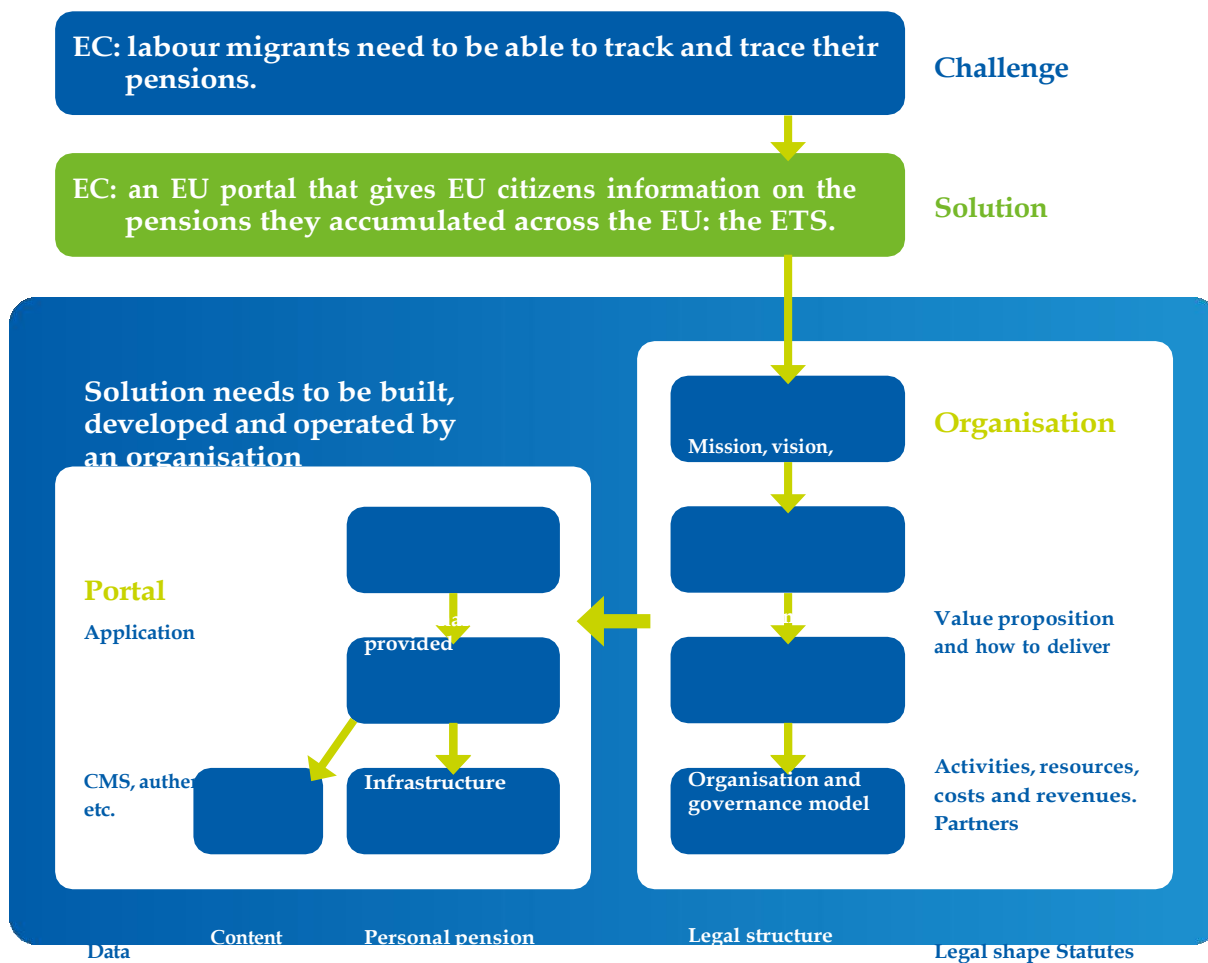 EC: labour migrants need to be able to track and trace their
pensions.
Challenge
EC: an EU portal that gives EU citizens information on the
pensions they accumulated across the EU: the ETS.
Solution
Solution needs to be built,
developed and operated by
an organisation
Organisation
Mission, vision,
Portal
Application
provided
Value proposition
and how to deliver
CMS,
etc.
Infrastructure
Organisation and
governance model
Activities, resources,
costs and revenues.
Partners
Data
Content
Personal pension
Legal structure
Legal shape Statutes